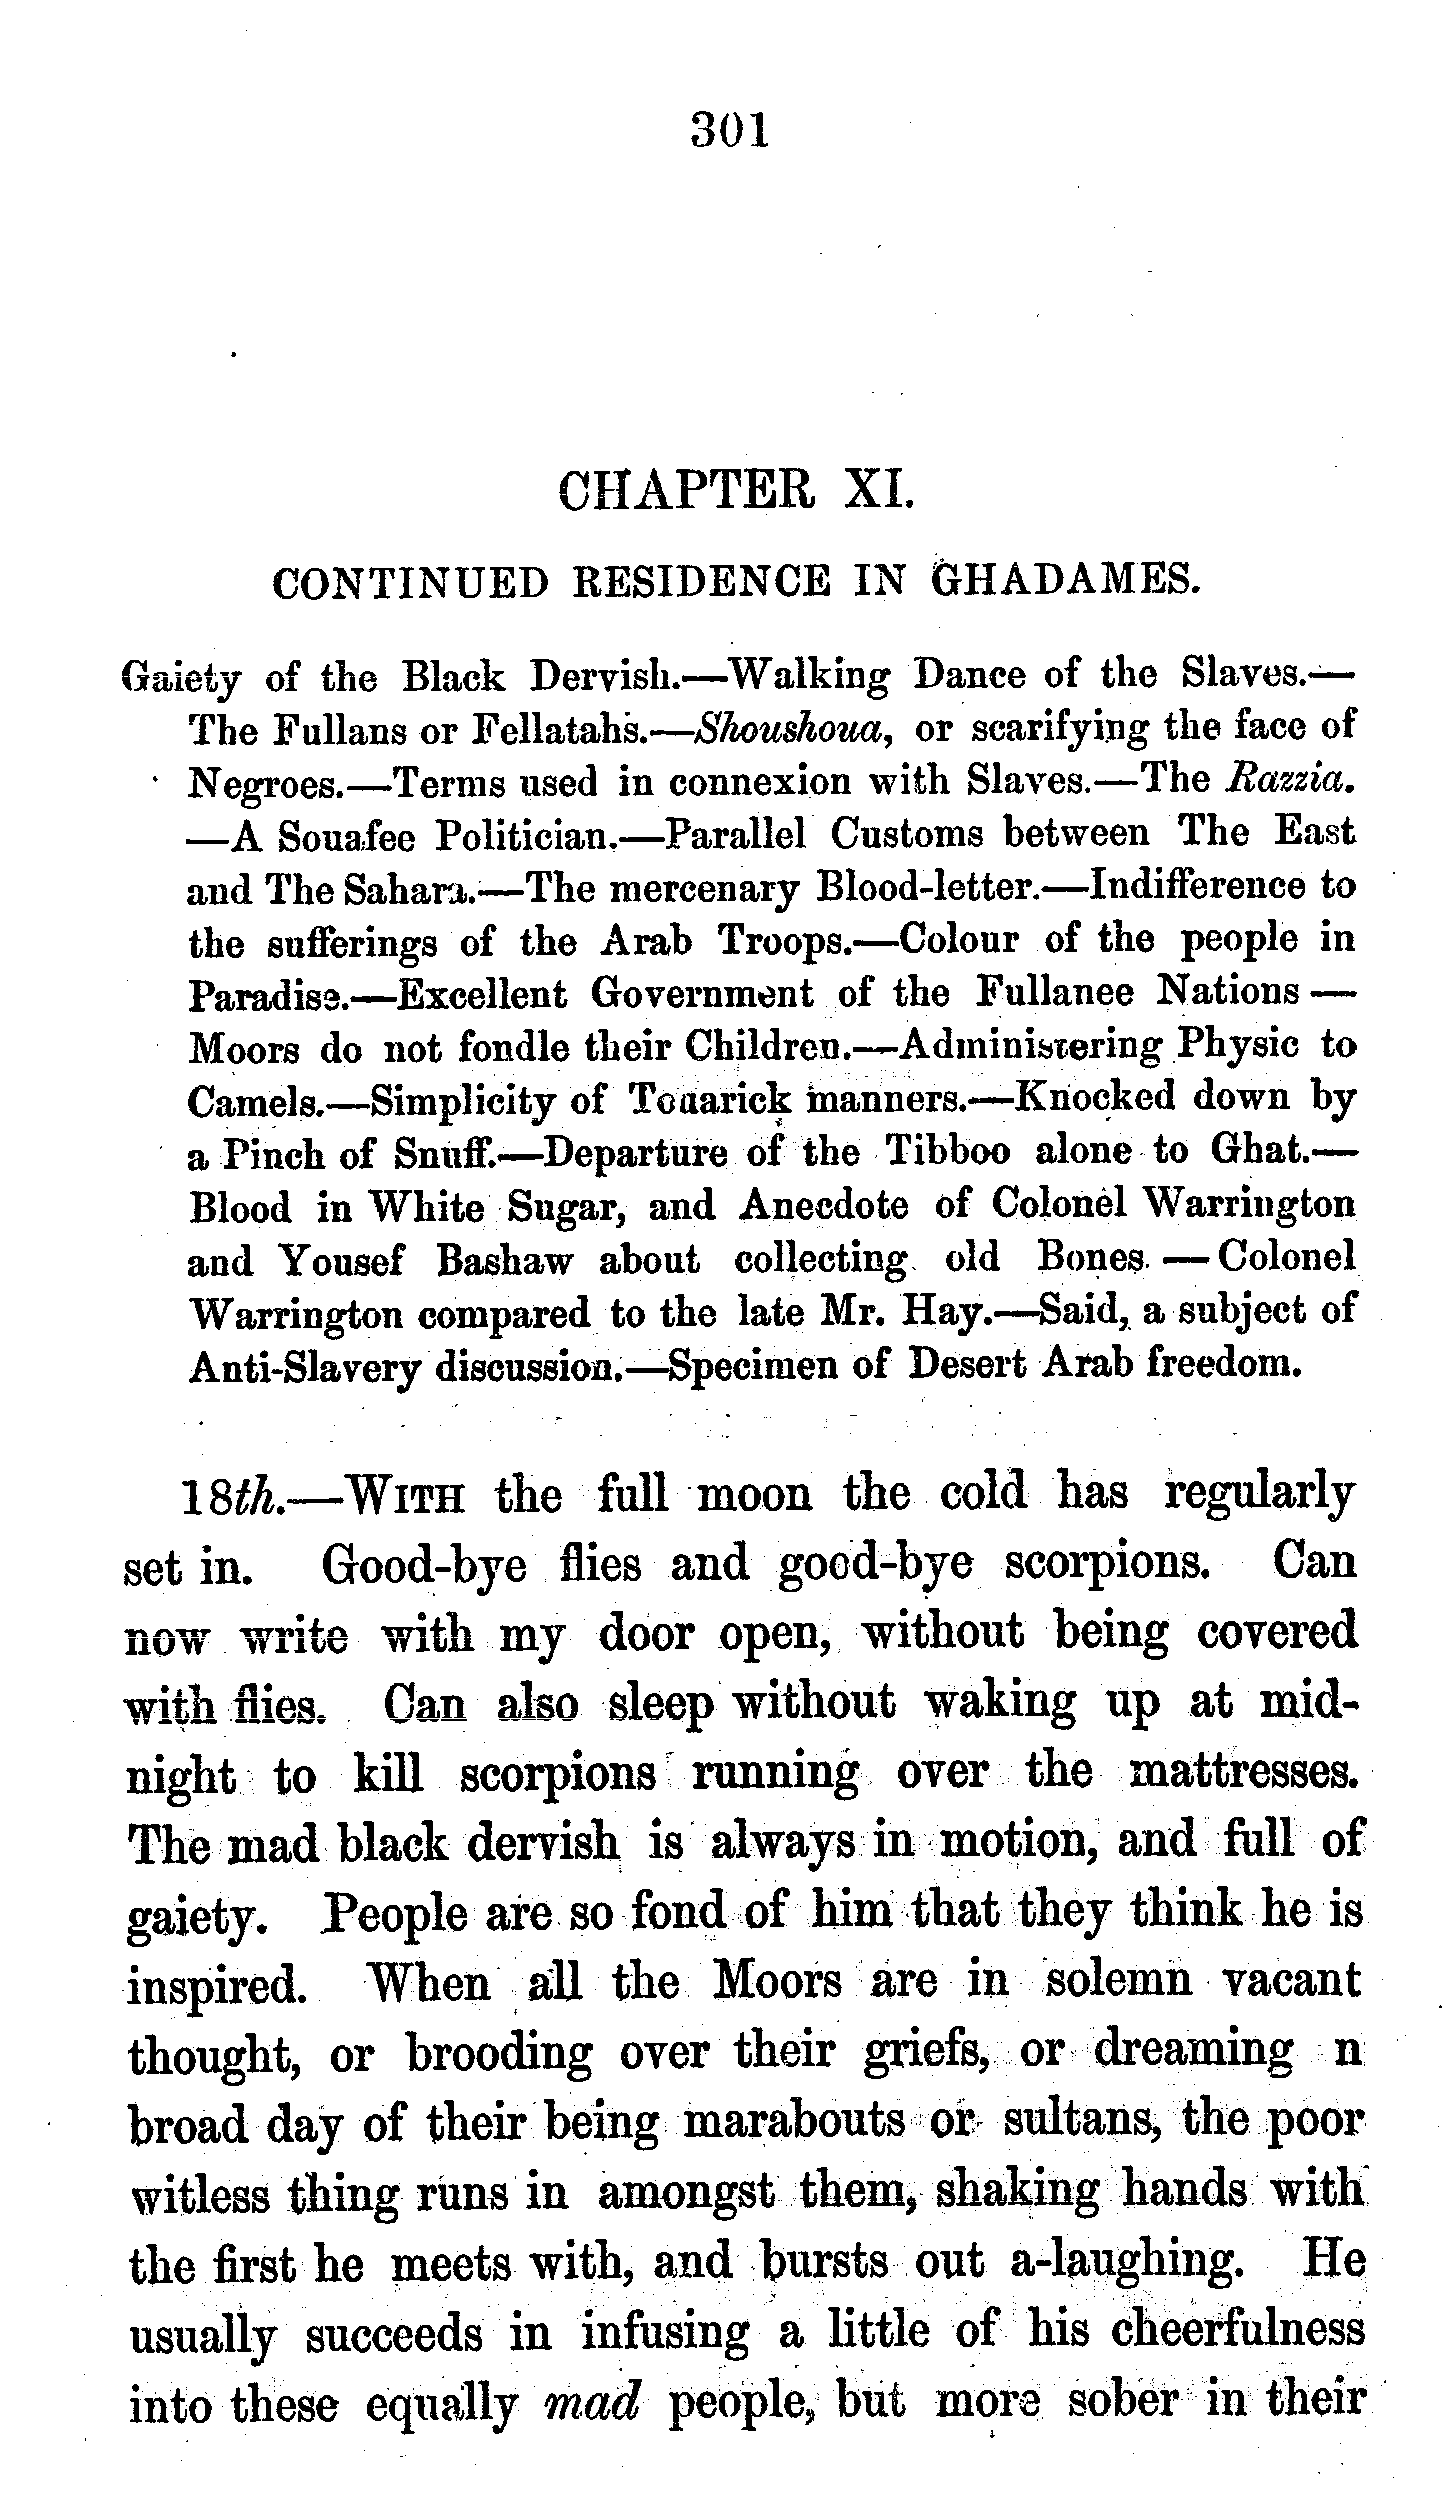 301
CHAPTER XI.
CONTINUED RESIDENCE IN GHADAMES.
Gaiety of the Black Dervish.—Walking Dance of the Slaves.—
The Fullans or Fellatahs.—Shoushoua, or scarifying the face of
Negroes.—Terms used in connexion with Slaves.—The Razzia.
—A Souafee Politician.—Parallel Customs between The East
and The Sahara.—The mercenary Blood-letter.—Indifference to
the sufferings of the Arab Troops.—Colour of the people in
Paradise.—Excellent Government of the Fullanee Nations —
Moors do not fondle their Children.—Administering Physic to
Camels.—Simplicity of Touarick manners.—Knocked down by
a Pinch of Snuff.—Departure of the Tibboo alone to Ghat.—
Blood in White Sugar, and Anecdote of Colonel Warrington
and Yousef Bashaw about collecting old Bones. — Colonel
Warrington compared to the late Mr. Hay.—Said, a subject of
Anti-Slavery discussion.—Specimen of Desert Arab freedom.
18th.—WITH the full moon the cold has regularly
set in. Good-bye flies and good-bye scorpions. Can
now write with my door open, without being covered
with flies. Can also sleep without waking up at mid-
night to kill scorpions running over the mattresses.
The mad black dervish is always in motion, and full of
gaiety. People are so fond of him that they think he is
inspired. When all the Moors are in solemn vacant
thought, or brooding over their griefs, or dreaming n
broad day of their being marabouts or sultans, the poor
witless thing runs in amongst them, shaking hands with
the first he meets with, and bursts out a-laughing. He
usually succeeds in infusing a little of his cheerfulness
into these equally mad people, but more sober in their